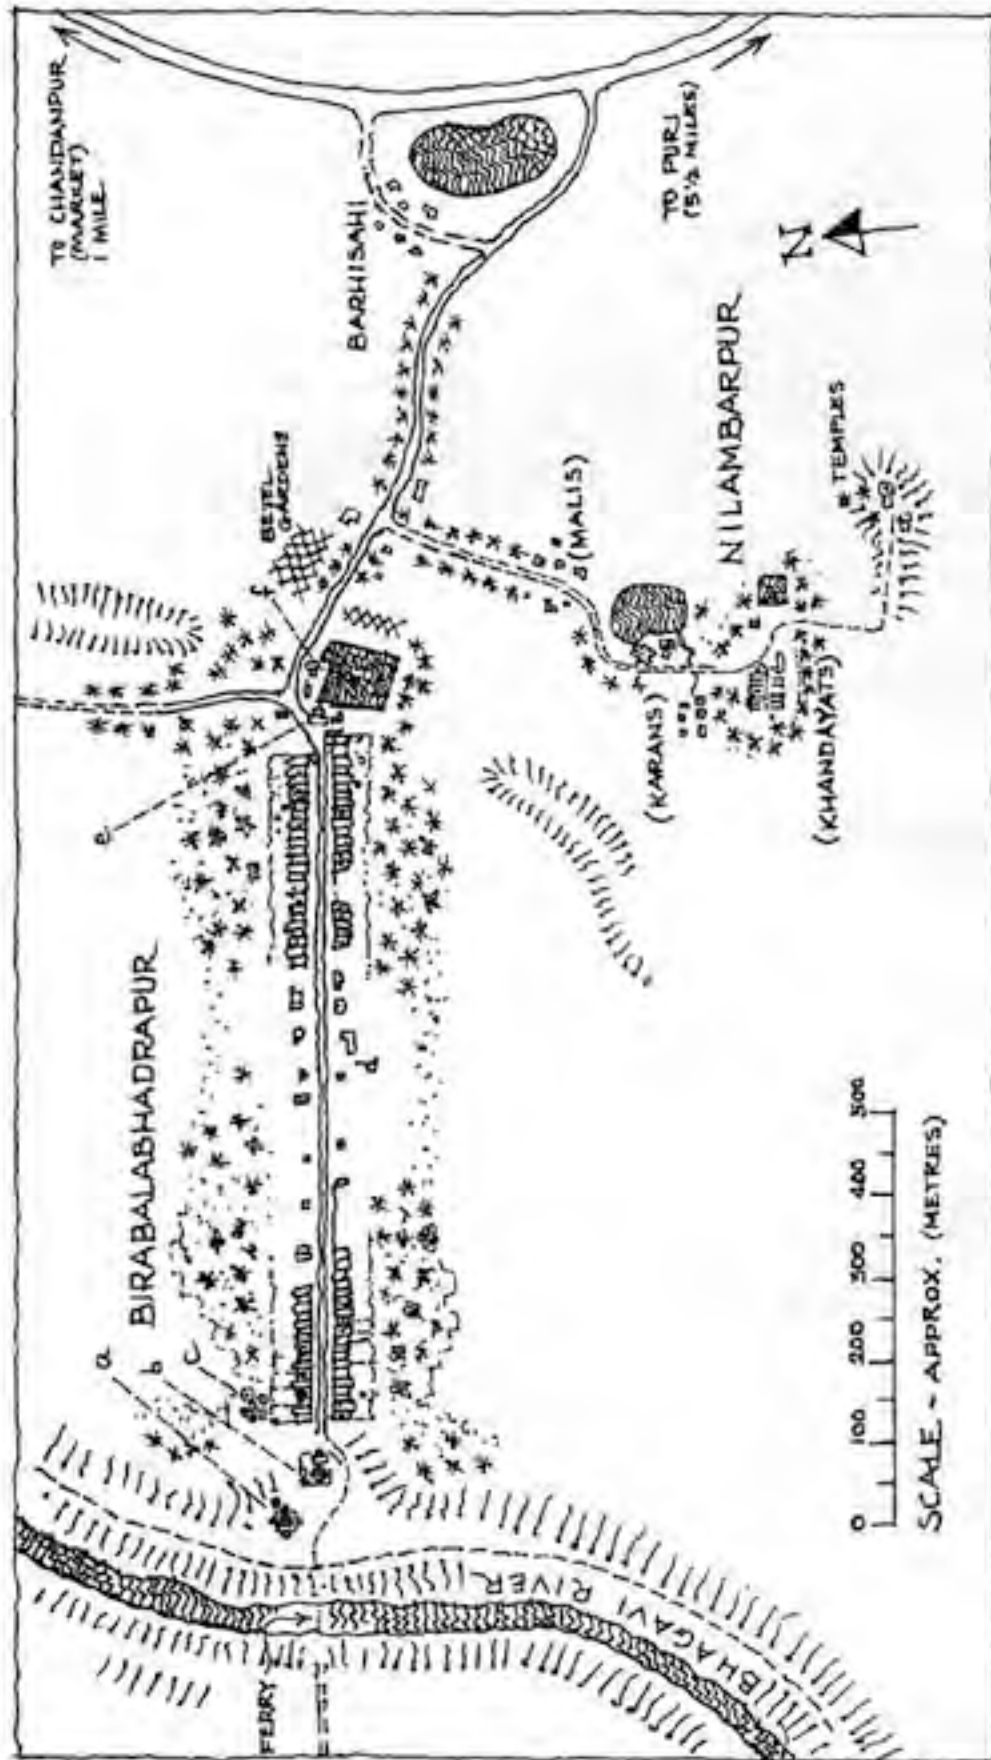 TO CHANDANPUR
(MARKET)
1 MILE
BARHISAHI
TO PURI
(5½ MILES)
N
BETEL
GARDENS
f
(MALIS)
NILAMBARPUR
TEMPLES
(KARANS)
(KHANDAYATS)
e
BIRABALABHADRAPUR
d
a
b
c
FERRY
BHAGAVI
RIVER
0 100 200 300 400 500
SCALE ~ APPROX. (METRES)